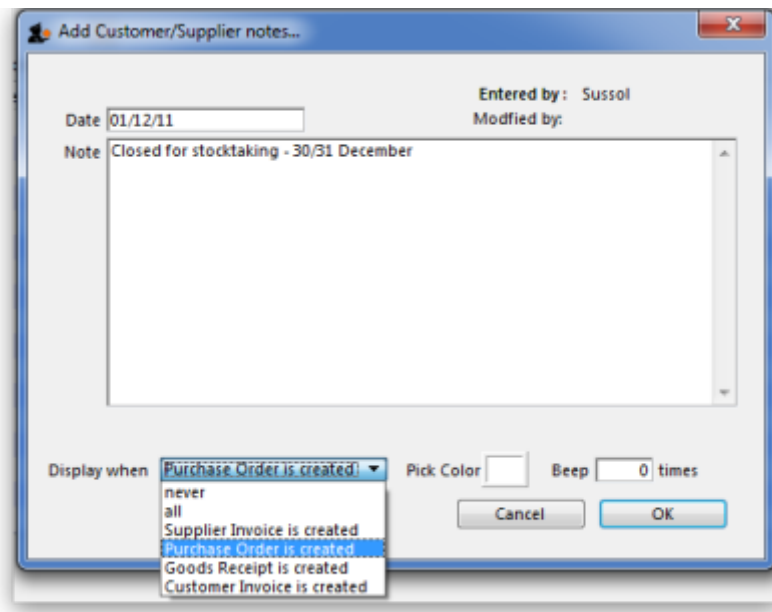 Add Customer/Supplier notes...
Entered by: Sussol
Date 01/12/11
Modfied by:
Note Closed for stocktaking - 30/31 December
Display when Purchase Order is created Pick Color Beep 0 times
never
all
Supplier Invoice is created
Purchase Order is created
Goods Receipt is created
Customer Invoice is created
Cancel OK